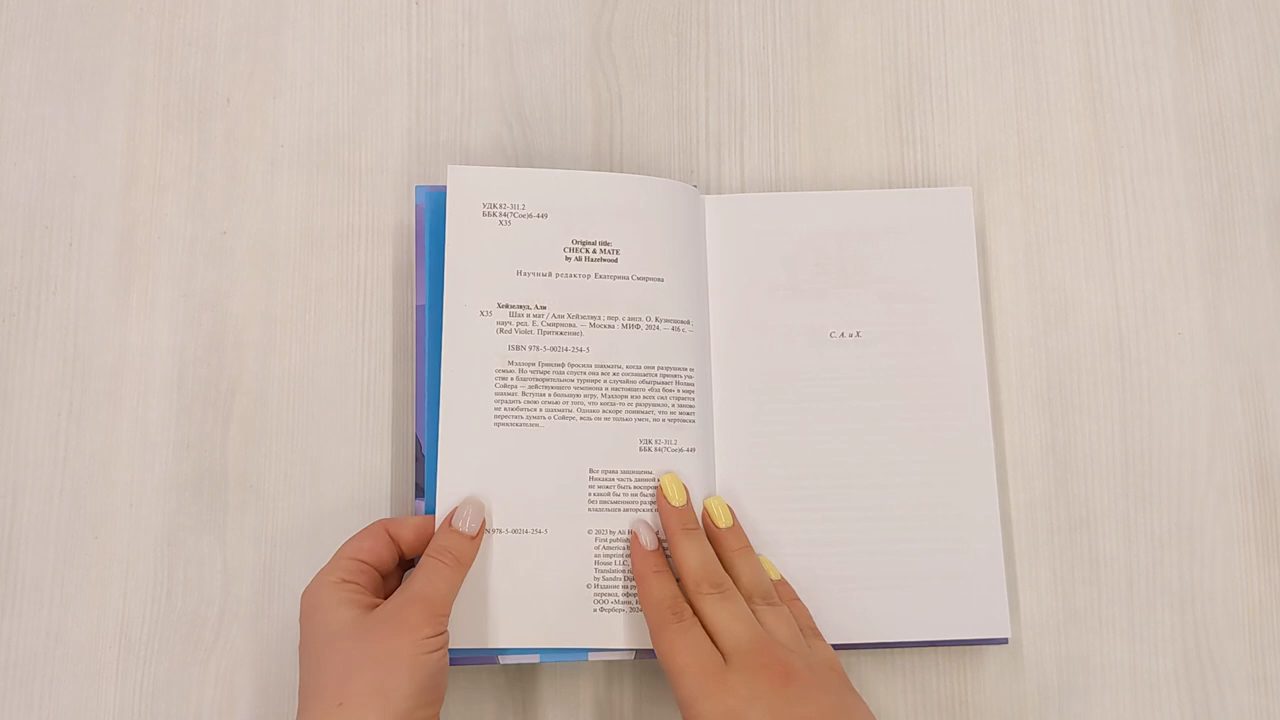 УДК 82-311.2
ББК 84(7Сое)6-449
Х35
Original title:
CHECK & MATE
by Ali Hazelwood
Научный редактор Екатерина Смирнова
Хейзелвуд, Али
Х35 Шах и мат / Али Хейзелвуд ; пер. с англ. О. Кузнецовой ;
науч. ред. Е. Смирнова. — Москва : МИФ, 2024. — 416 с. —
(Red Violet. Притяжение).
ISBN 978-5-00214-254-5
Мэллори Гринлиф бросила шахматы, когда они разрушили ее
семью. Но четыре года спустя она все же соглашается принять уча-
стие в благотворительном турнире и случайно обыгрывает Нолана
Сойера — действующего чемпиона и настоящего «бэд боя» в мире
шахмат. Вступая в большую игру, Мэллори изо всех сил старается
оградить свою семью от того, что когда-то ее разрушило, и заново
не влюбиться в шахматы. Однако вскоре понимает, что не может
перестать думать о Сойере, ведь он не только умен, но и чертовски
привлекателен...
УДК 82-311.2
ББК 84(7Сое)6-449
Все права защищены.
Никакая часть данной
не может быть
в какой бы то ни было
без письменного
владельцев авторских
978-5-00214-254-5
© 2023 by Ali
First
of America
an imprint of
House LLC,
Translation
by Sandra
© Издание на
перевод,
ООО «Манн,
и Фербер», 2024
С. А. и Х.